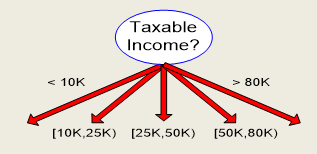 Taxable
Income?
< 10K
> 80K
[10K,25K)
[25K,50K)
[50K,80K)